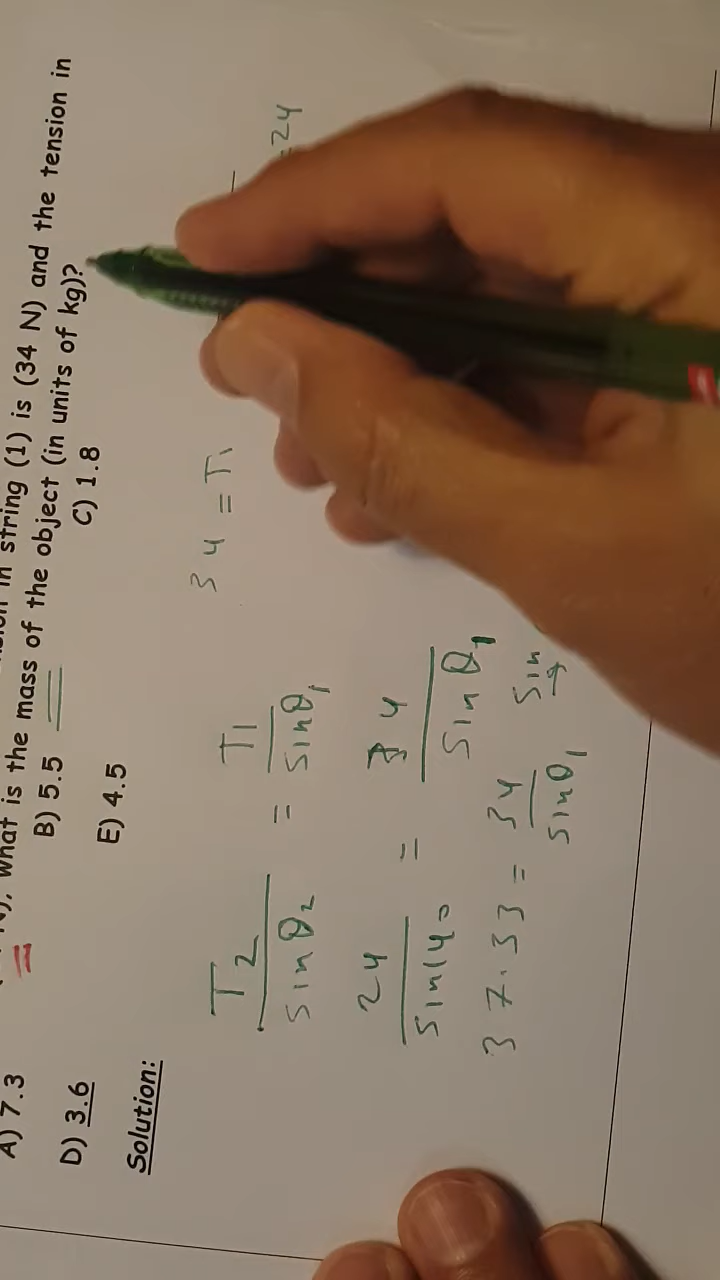 in string (1) is (34 N) and the tension in
what is the mass of the object (in units of kg)?
A) 7.3 B) 5.5 C) 1.8
D) 3.6 E) 4.5
Solution:
34 = T1
24
T2 / sinθ2 = T1 / sinθ1
24 / sin140 = 34 / sinθ1
37.33 = 34 / sinθ1
sin